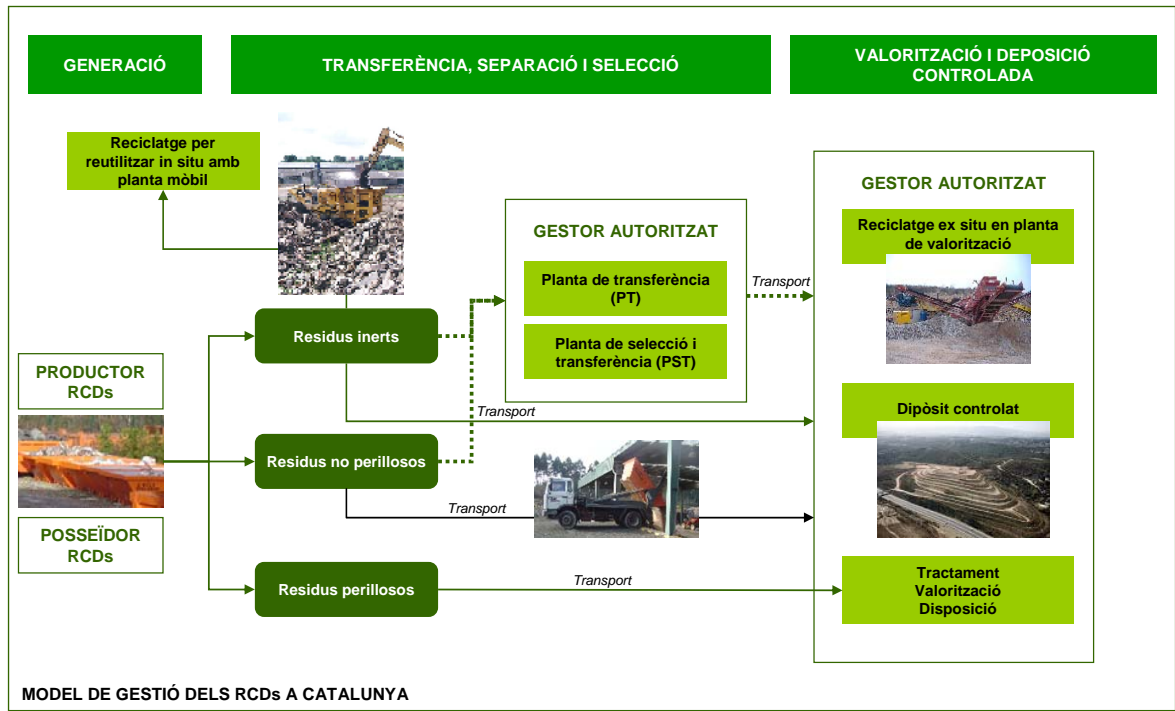 GENERACIÓ
TRANSFERÈNCIA, SEPARACIÓ I SELECCIÓ
VALORITZACIÓ I DEPOSICIÓ
CONTROLADA
Reciclatge per
reutilitzar in situ amb
planta mòbil
GESTOR AUTORITZAT
Planta de transferència
(PT)
Planta de selecció i
transferència (PST)
Transport
GESTOR AUTORITZAT
Reciclatge ex situ en planta
de valorització
Residus inerts
PRODUCTOR
RCDs
Transport
Dipòsit controlat
Residus no perillosos
Transport
POSSEÏDOR
RCDs
Residus perillosos
Transport
Tractament
Valorització
Disposició
MODEL DE GESTIÓ DELS RCDs A CATALUNYA